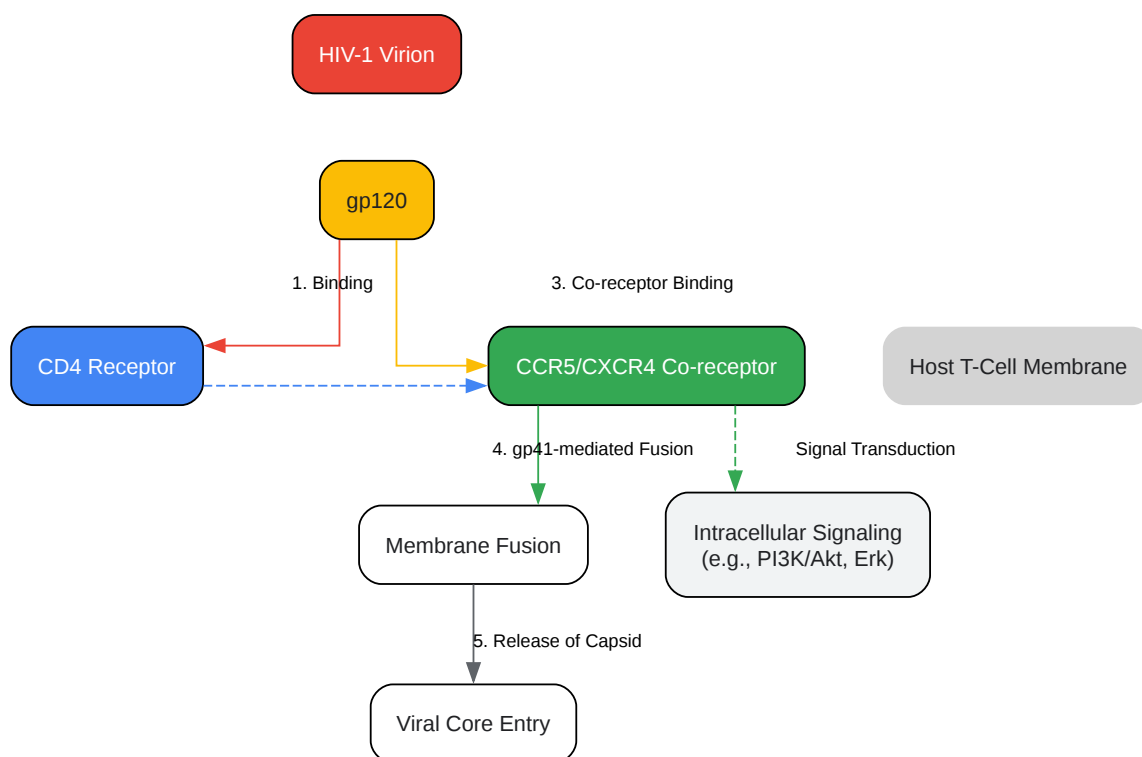 HIV-1 Virion
gp120
1. Binding
3. Co-receptor Binding
CD4 Receptor
CCR5/CXCR4 Co-receptor
Host T-Cell Membrane
4. gp41-mediated Fusion
Signal Transduction
Membrane Fusion
Intracellular Signaling
(e.g., PI3K/Akt, Erk)
5. Release of Capsid
Viral Core Entry